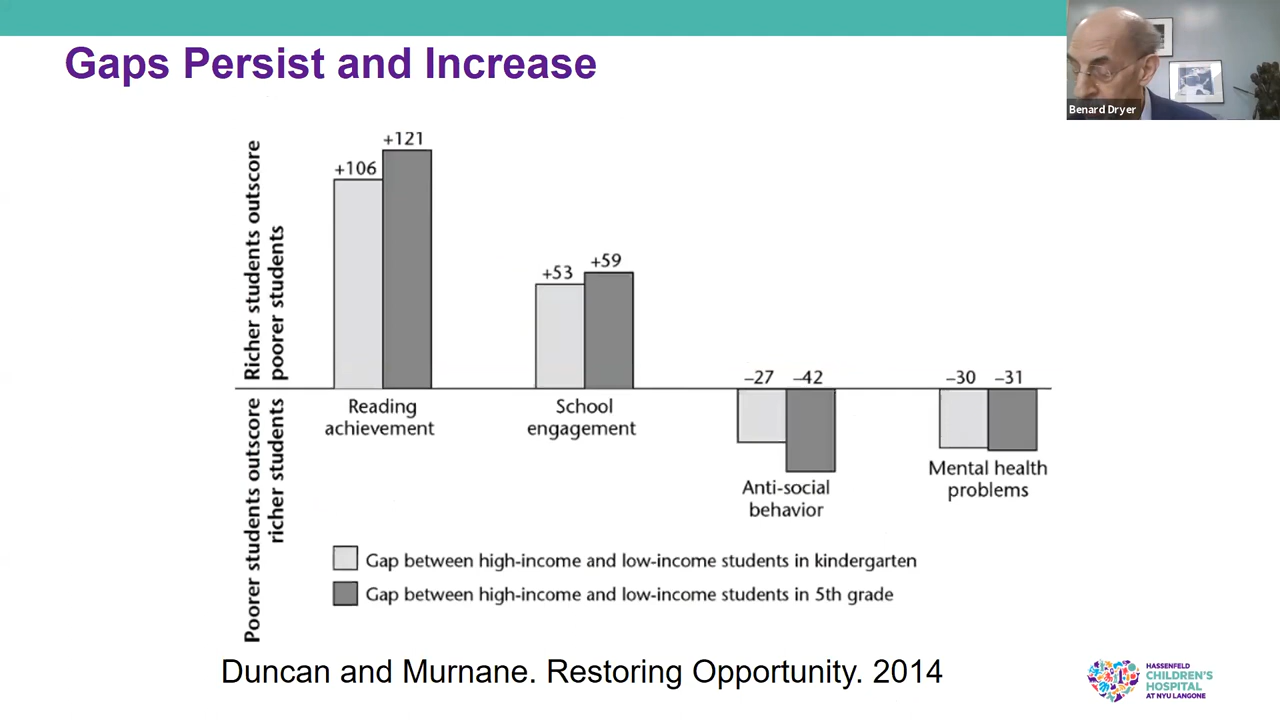 Gaps Persist and Increase
Benard Dryer
Richer students outscore
poorer students
Poorer students outscore
richer students
+106
+121
+53
+59
–27
–42
–30
–31
Reading
achievement
School
engagement
Anti-social
behavior
Mental health
problems
Gap between high-income and low-income students in kindergarten
Gap between high-income and low-income students in 5th grade
Duncan and Murnane. Restoring Opportunity. 2014
HASSENFELD
CHILDREN'S
HOSPITAL
AT NYU LANGONE